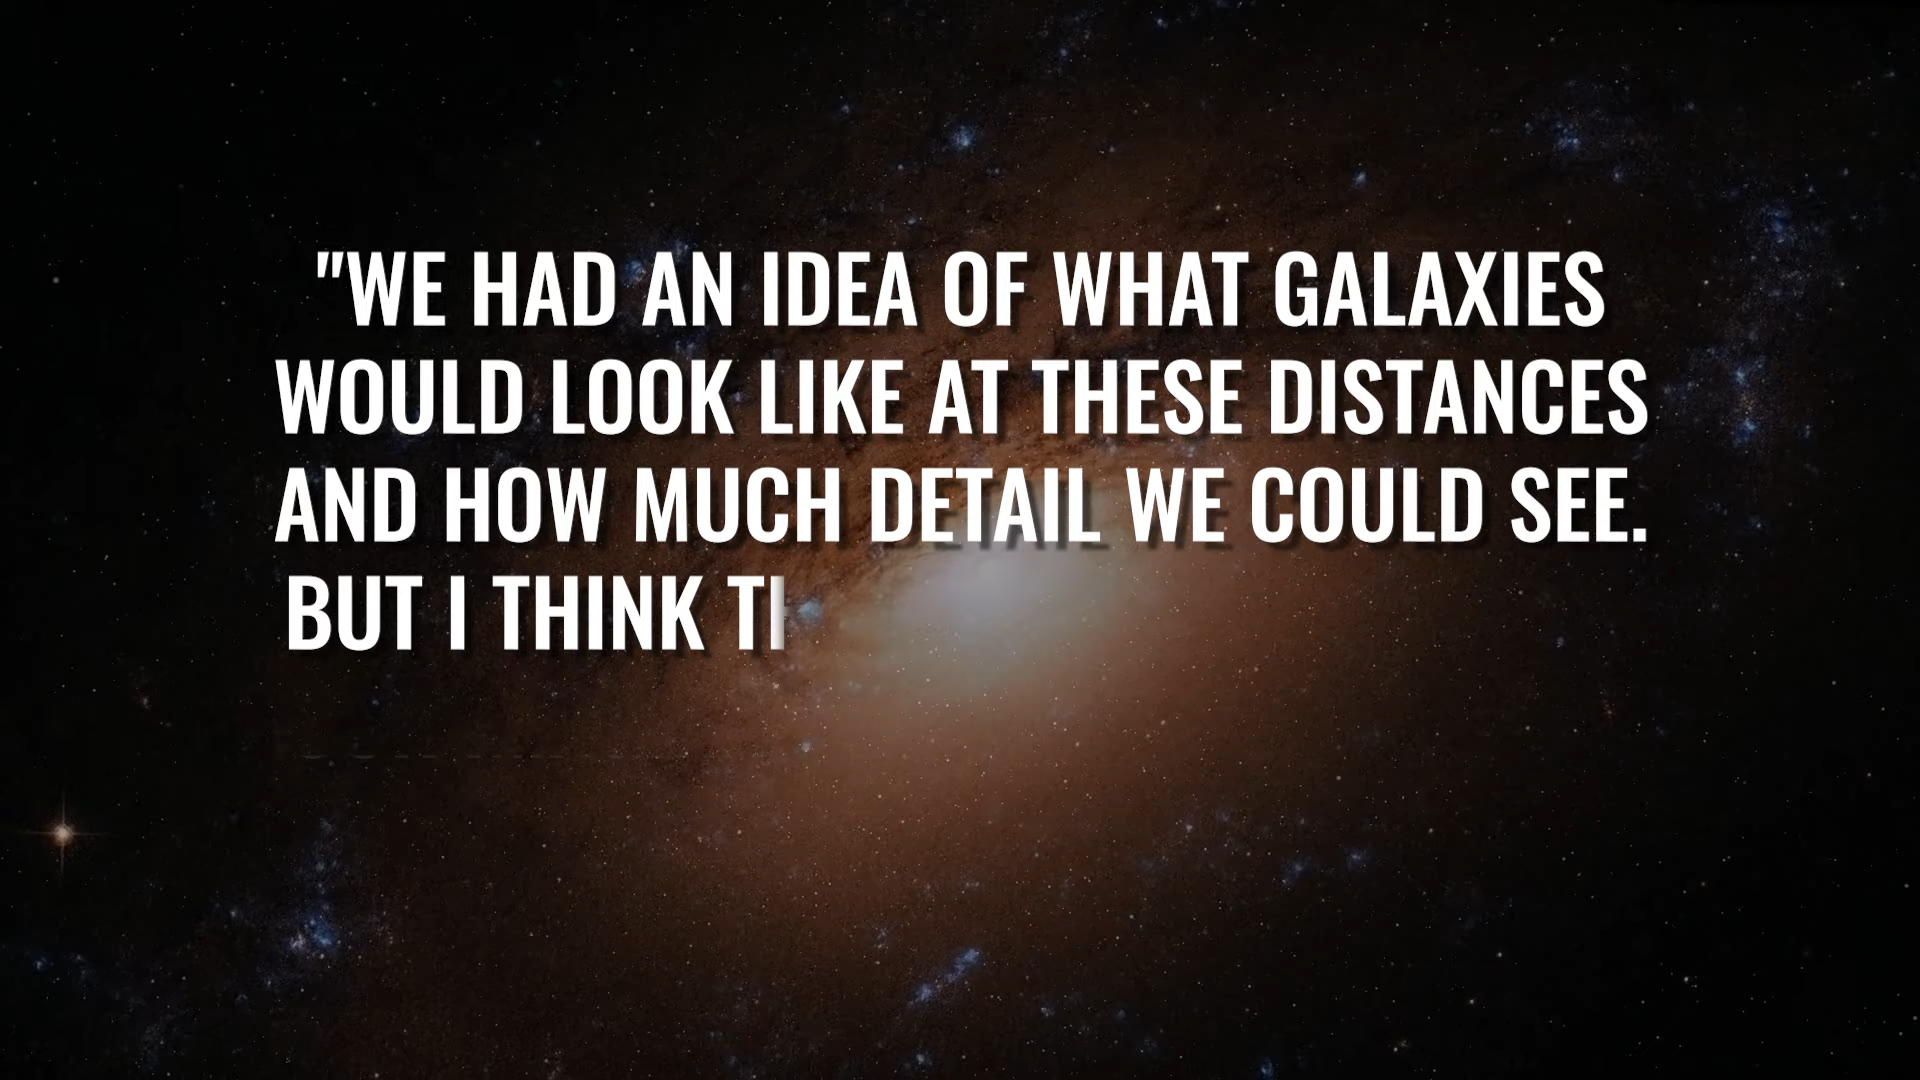 "WE HAD AN IDEA OF WHAT GALAXIES
WOULD LOOK LIKE AT THESE DISTANCES
AND HOW MUCH DETAIL WE COULD SEE.
BUT I THINK